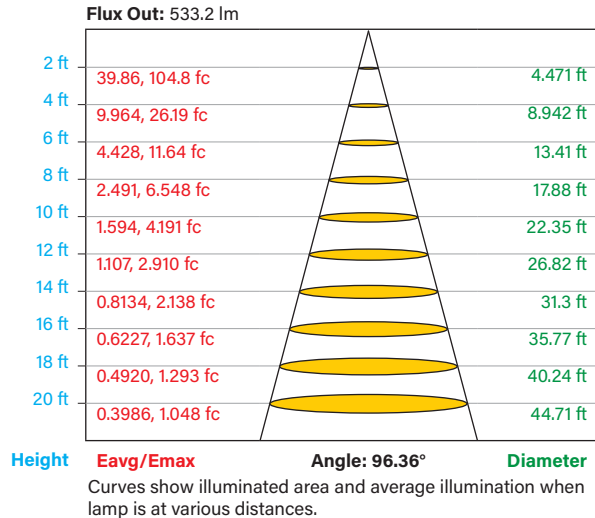 Flux Out: 533.2 lm
2 ft
39.86, 104.8 fc 4.471 ft
4 ft
9.964, 26.19 fc 8.942 ft
6 ft
4.428, 11.64 fc 13.41 ft
8 ft
2.491, 6.548 fc 17.88 ft
10 ft
1.594, 4.191 fc 22.35 ft
12 ft
1.107, 2.910 fc 26.82 ft
14 ft
0.8134, 2.138 fc 31.3 ft
16 ft
0.6227, 1.637 fc 35.77 ft
18 ft
0.4920, 1.293 fc 40.24 ft
20 ft
0.3986, 1.048 fc 44.71 ft
Height Eavg/Emax Angle: 96.36° Diameter
Curves show illuminated area and average illumination when
lamp is at various distances.